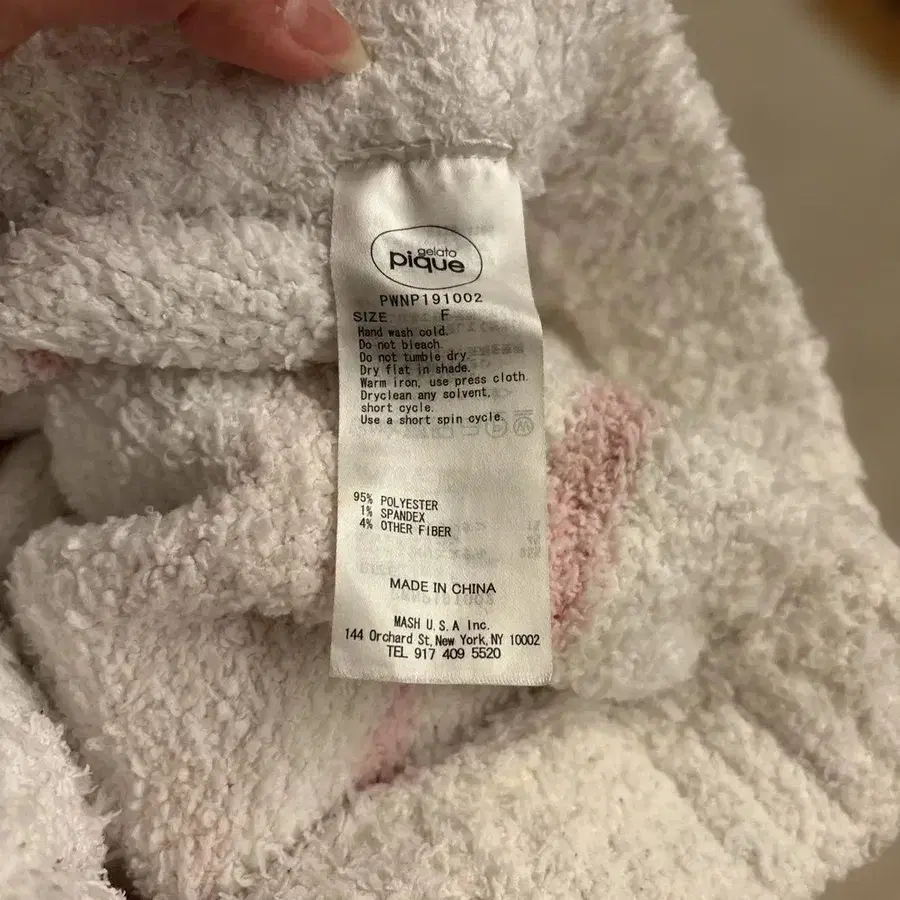 gelato
pique
PWNP191002
SIZE F
Hand wash cold.
Do not bleach.
Do not tumble dry.
Dry flat in shade.
Warm iron, use press cloth.
Dryclean any solvent,
short cycle.
Use a short spin cycle.
95% POLYESTER
1% SPANDEX
4% OTHER FIBER
MADE IN CHINA
MASH U.S.A Inc.
144 Orchard St, New York, NY 10002
TEL 917 409 5520